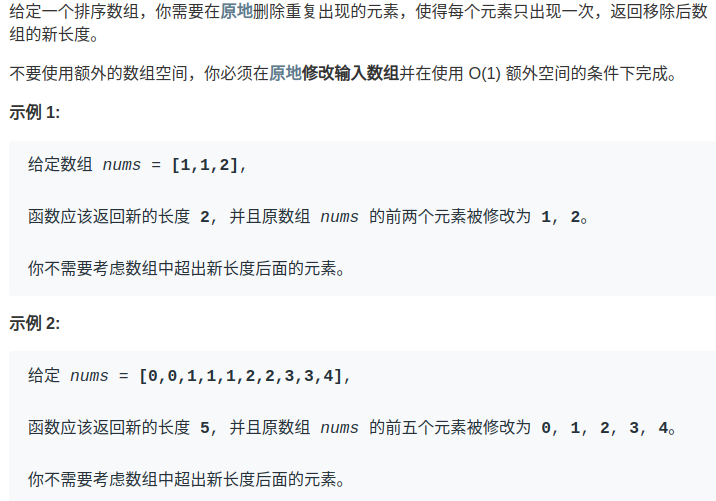 给定一个排序数组，你需要在原地删除重复出现的元素，使得每个元素只出现一次，返回移除后数
组的新长度。
不要使用额外的数组空间，你必须在原地修改输入数组并在使用 O(1) 额外空间的条件下完成。
示例 1:
给定数组 nums = [1,1,2],
函数应该返回新的长度 2, 并且原数组 nums 的前两个元素被修改为 1, 2。
你不需要考虑数组中超出新长度后面的元素。
示例 2:
给定 nums = [0,0,1,1,1,2,2,3,3,4],
函数应该返回新的长度 5, 并且原数组 nums 的前五个元素被修改为 0, 1, 2, 3, 4。
你不需要考虑数组中超出新长度后面的元素。